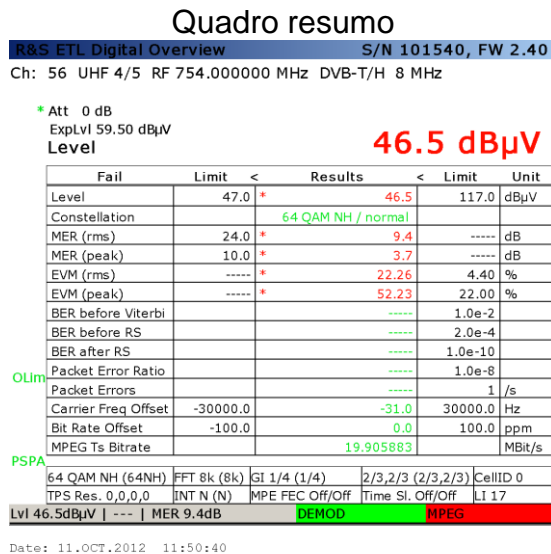 Quadro resumo
R&S ETL Digital Overview S/N 101540, FW 2.40
Ch: 56 UHF 4/5 RF 754.000000 MHz DVB-T/H 8 MHz
* Att 0 dB
ExpLvl 59.50 dBµV
Level 46.5 dBµV
Fail Limit < Results < Limit Unit
Level 47.0 * 46.5 117.0 dBµV
Constellation 64 QAM NH / normal
MER (rms) 24.0 * 9.4 ----- dB
MER (peak) 10.0 * 3.7 ----- dB
EVM (rms) ----- * 22.26 4.40 %
EVM (peak) ----- * 52.23 22.00 %
BER before Viterbi ----- 1.0e-2
BER before RS ----- 2.0e-4
BER after RS ----- 1.0e-10
Packet Error Ratio ----- 1.0e-8
OLim
Packet Errors ----- 1 /s
Carrier Freq Offset -30000.0 -31.0 30000.0 Hz
Bit Rate Offset -100.0 0.0 100.0 ppm
MPEG Ts Bitrate 19.905883 MBit/s
PSPA
64 QAM NH (64NH) FFT 8k (8k) GI 1/4 (1/4) 2/3,2/3 (2/3,2/3) CellID 0
TPS Res. 0,0,0,0 INT N (N) MPE FEC Off/Off Time Sl. Off/Off LI 17
Lvl 46.5dBµV | --- | MER 9.4dB DEMOD MPEG
Date: 11.OCT.2012 11:50:40